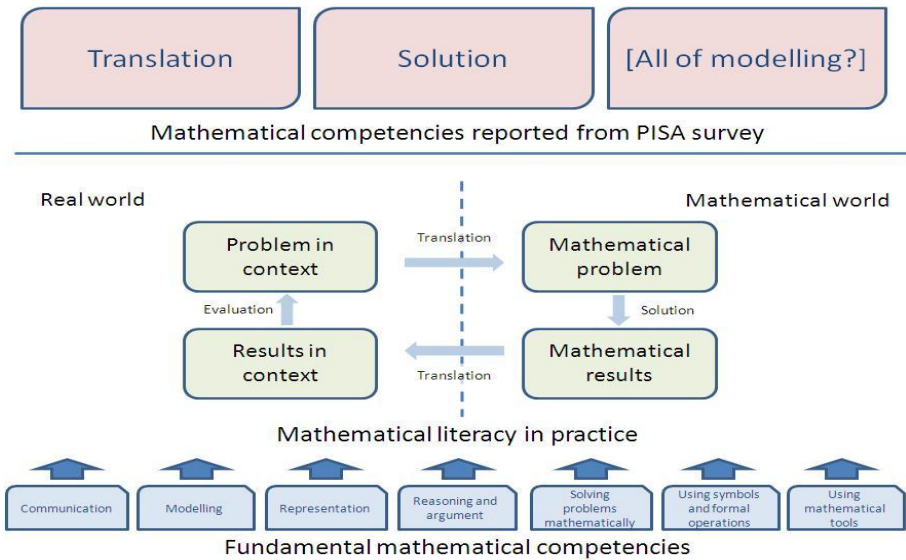 Translation
Solution
[All of modelling?]
Mathematical competencies reported from PISA survey
Real world
Mathematical world
Problem in
context
Translation
Mathematical
problem
Evaluation
Solution
Results in
context
Translation
Mathematical
results
Mathematical literacy in practice
Communication
Modelling
Representation
Reasoning and
argument
Solving
problems
mathematically
Using symbols
and formal
operations
Using
mathematical
tools
Fundamental mathematical competencies